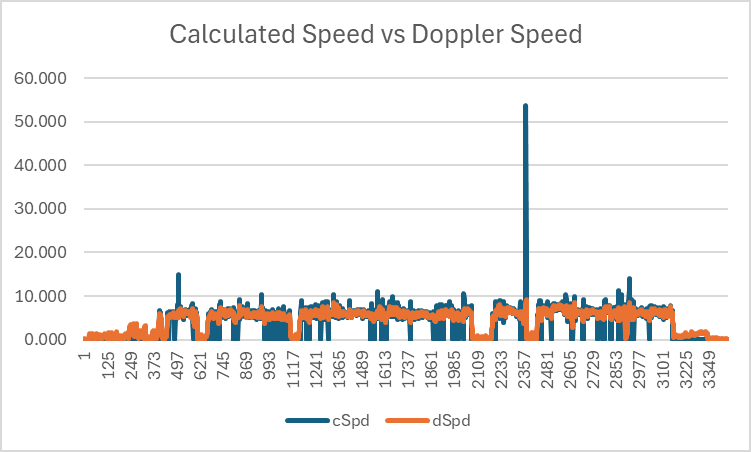 Calculated Speed vs Doppler Speed
60.000
50.000
40.000
30.000
20.000
10.000
0.000
1 125 249 373 497 621 745 869 993 1117 1241 1365 1489 1613 1737 1861 1985 2109 2233 2357 2481 2605 2729 2853 2977 3101 3225 3349
cSpd dSpd